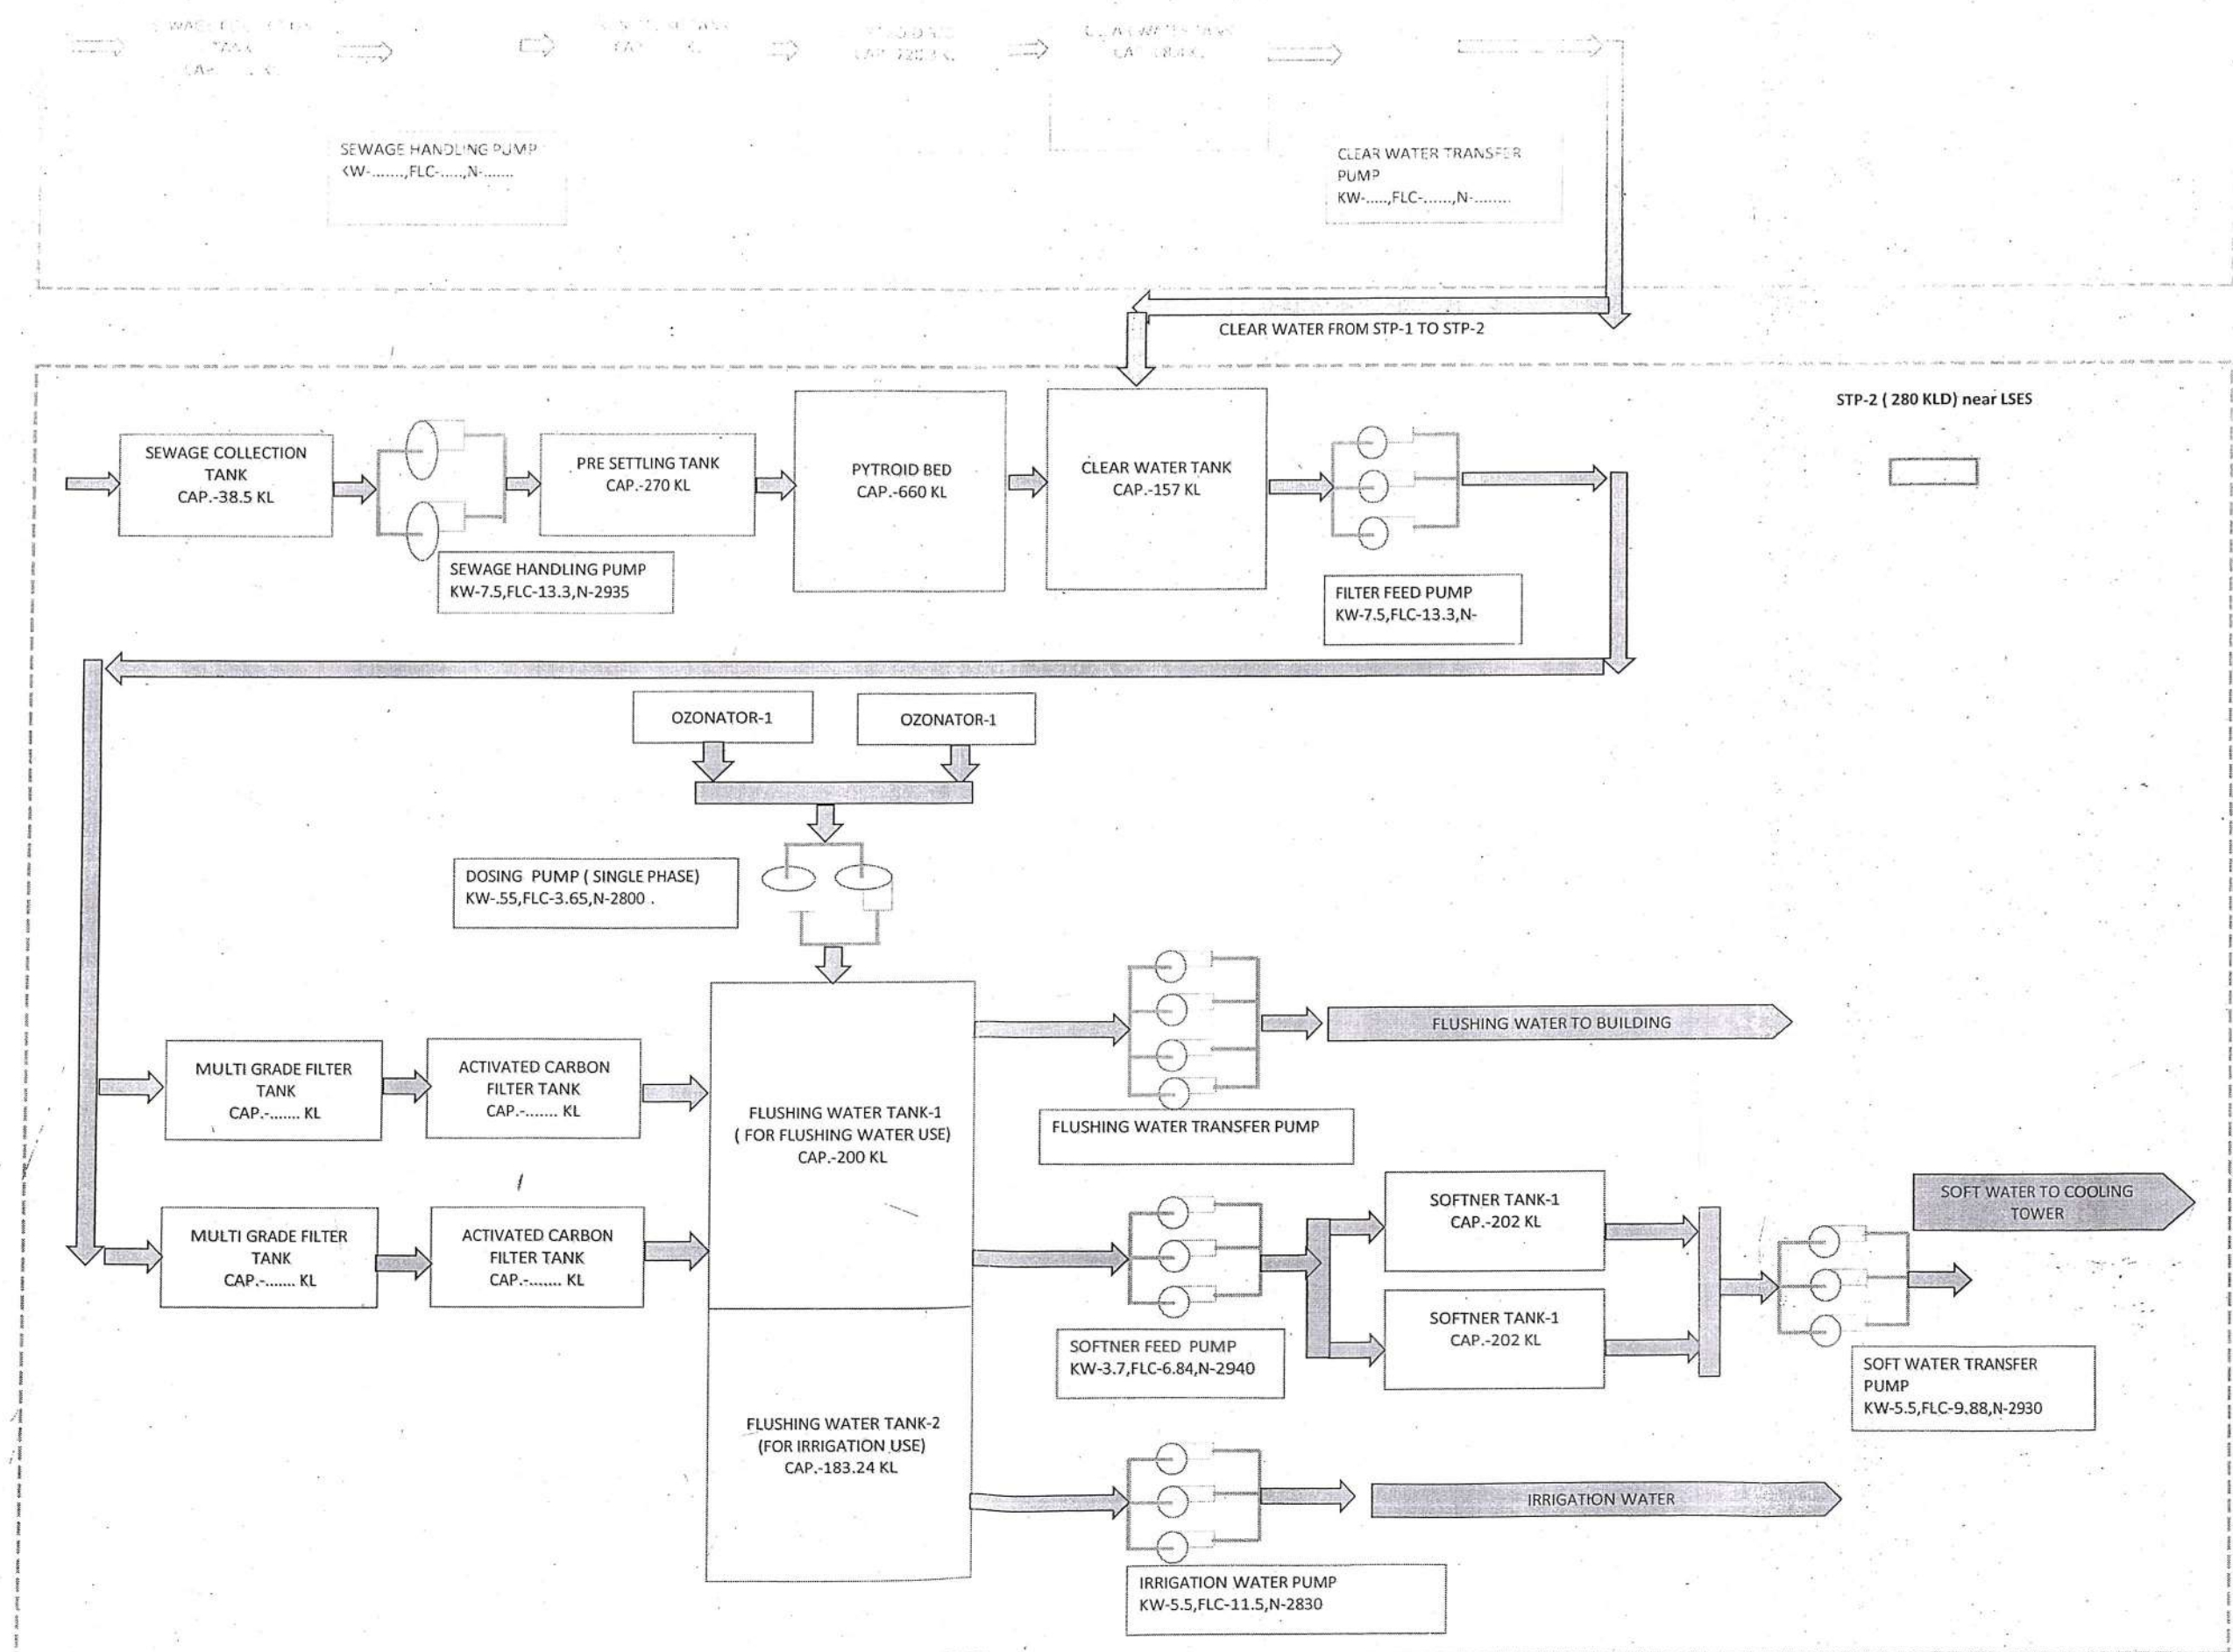 TANK
SEWAGE HANDLING PUMP
KW-.......,FLC-.....,N-.......
CLEAR WATER TRANSFER
PUMP
KW-.....,FLC-......,N-........
CLEAR WATER FROM STP-1 TO STP-2
STP-2 ( 280 KLD) near LSES
SEWAGE COLLECTION
TANK
CAP.-38.5 KL
PRE SETTLING TANK
CAP.-270 KL
PYTROID BED
CAP.-660 KL
CLEAR WATER TANK
CAP.-157 KL
SEWAGE HANDLING PUMP
KW-7.5,FLC-13.3,N-2935
FILTER FEED PUMP
KW-7.5,FLC-13.3,N-
OZONATOR-1
OZONATOR-1
DOSING PUMP ( SINGLE PHASE)
KW-.55,FLC-3.65,N-2800 .
FLUSHING WATER TO BUILDING
MULTI GRADE FILTER
TANK
CAP.-....... KL
ACTIVATED CARBON
FILTER TANK
CAP.-....... KL
FLUSHING WATER TANK-1
( FOR FLUSHING WATER USE)
CAP.-200 KL
FLUSHING WATER TRANSFER PUMP
SOFTNER TANK-1
CAP.-202 KL
SOFT WATER TO COOLING
TOWER
MULTI GRADE FILTER
TANK
CAP.-....... KL
ACTIVATED CARBON
FILTER TANK
CAP.-....... KL
SOFTNER TANK-1
CAP.-202 KL
SOFTNER FEED PUMP
KW-3.7,FLC-6.84,N-2940
SOFT WATER TRANSFER
PUMP
KW-5.5,FLC-9.88,N-2930
FLUSHING WATER TANK-2
(FOR IRRIGATION USE)
CAP.-183.24 KL
IRRIGATION WATER
IRRIGATION WATER PUMP
KW-5.5,FLC-11.5,N-2830